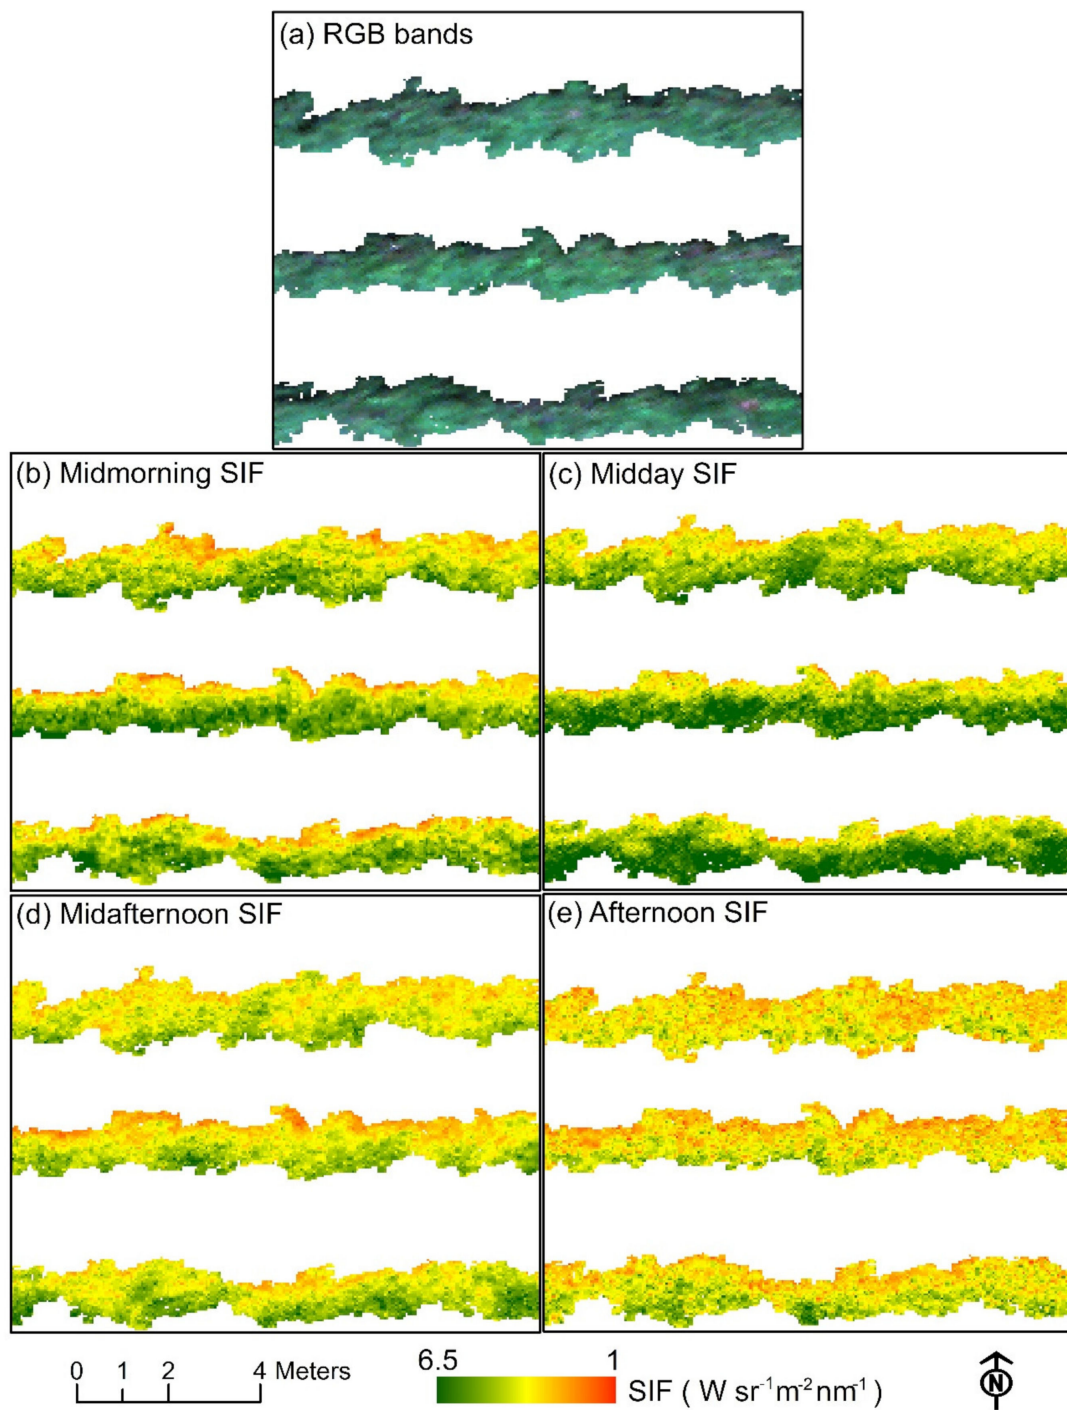 (a) RGB bands
(b) Midmorning SIF
(c) Midday SIF
(d) Midafternoon SIF
(e) Afternoon SIF
0 1 2 4 Meters
6.5 1
SIF ( W sr⁻¹m⁻²nm⁻¹ )
N